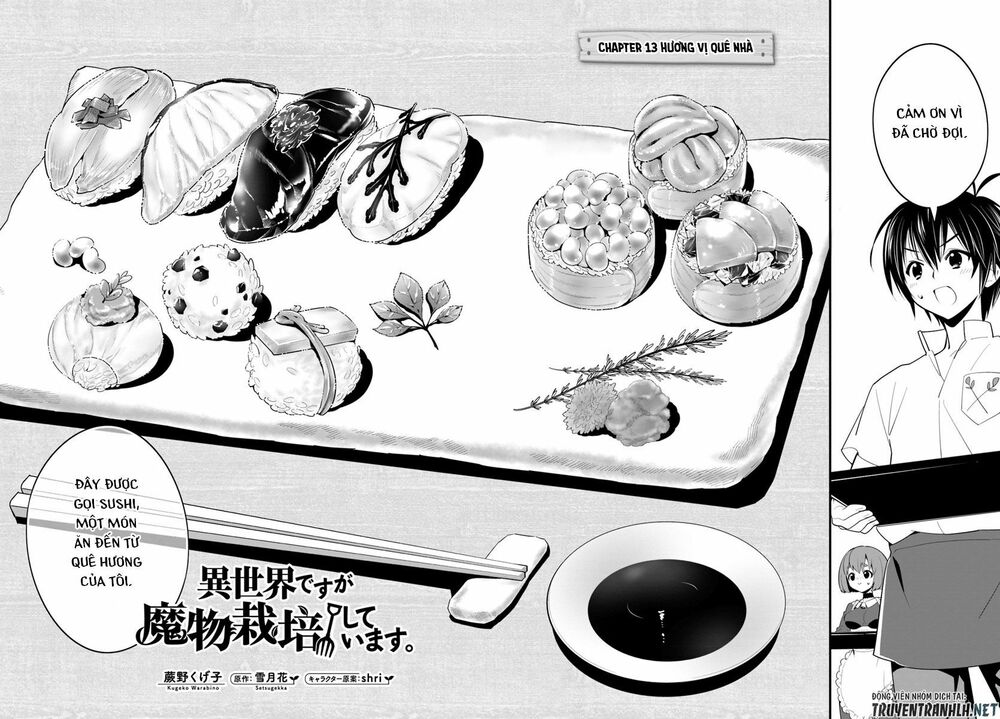 CHAPTER 13 HƯƠNG VỊ QUÊ NHÀ
CẢM ƠN VÌ
ĐÃ CHỜ ĐỢI.
ĐÂY ĐƯỢC
GỌI SUSHI,
MỘT MÓN
ĂN ĐẾN TỪ
QUÊ HƯƠNG
CỦA TÔI.
異世界ですが
魔物栽培しています。
蕨野くげ子 原作:雪月花 キャラクター原案:shri
Kugeko Warabino Setsugekka
ĐỘNG VIÊN NHÓM DỊCH TẠI:
TRUYENTRANHLH.NET